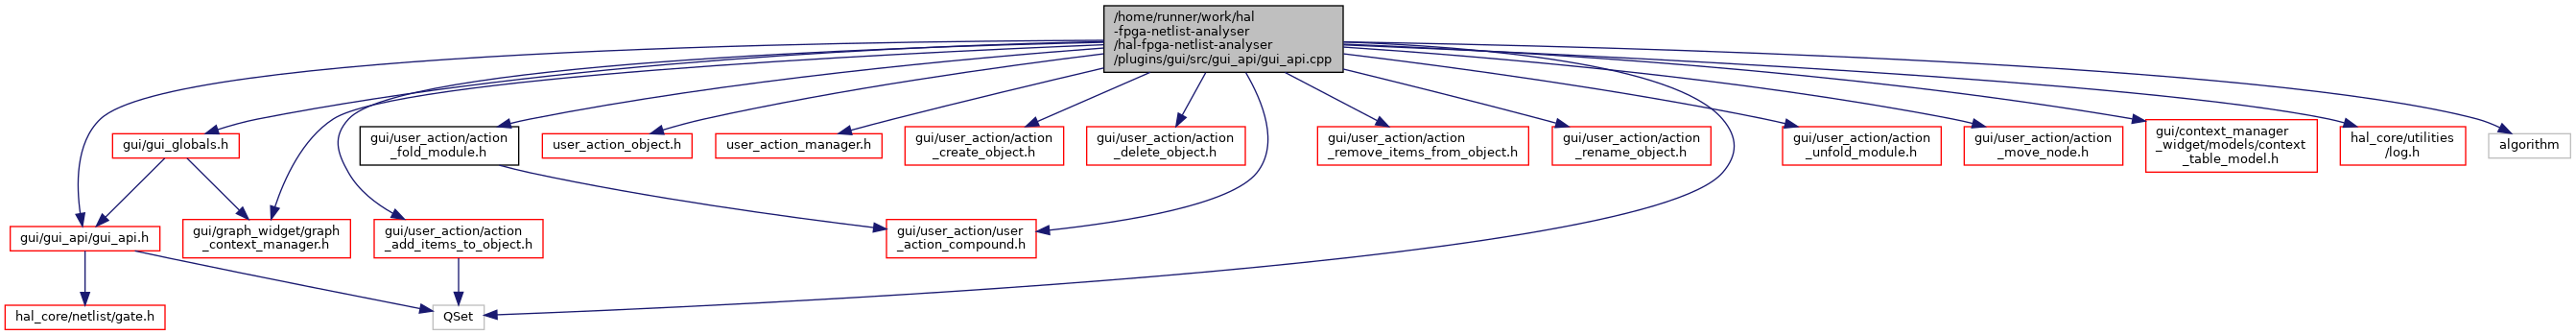 /home/runner/work/hal
-fpga-netlist-analyser
/hal-fpga-netlist-analyser
/plugins/gui/src/gui_api/gui_api.cpp
gui/gui_globals.h
gui/user_action/action
_fold_module.h
user_action_object.h
user_action_manager.h
gui/user_action/action
_create_object.h
gui/user_action/action
_delete_object.h
gui/user_action/action
_remove_items_from_object.h
gui/user_action/action
_rename_object.h
gui/user_action/action
_unfold_module.h
gui/user_action/action
_move_node.h
gui/context_manager
_widget/models/context
_table_model.h
hal_core/utilities
/log.h
algorithm
gui/gui_api/gui_api.h
gui/graph_widget/graph
_context_manager.h
gui/user_action/action
_add_items_to_object.h
gui/user_action/user
_action_compound.h
hal_core/netlist/gate.h
QSet